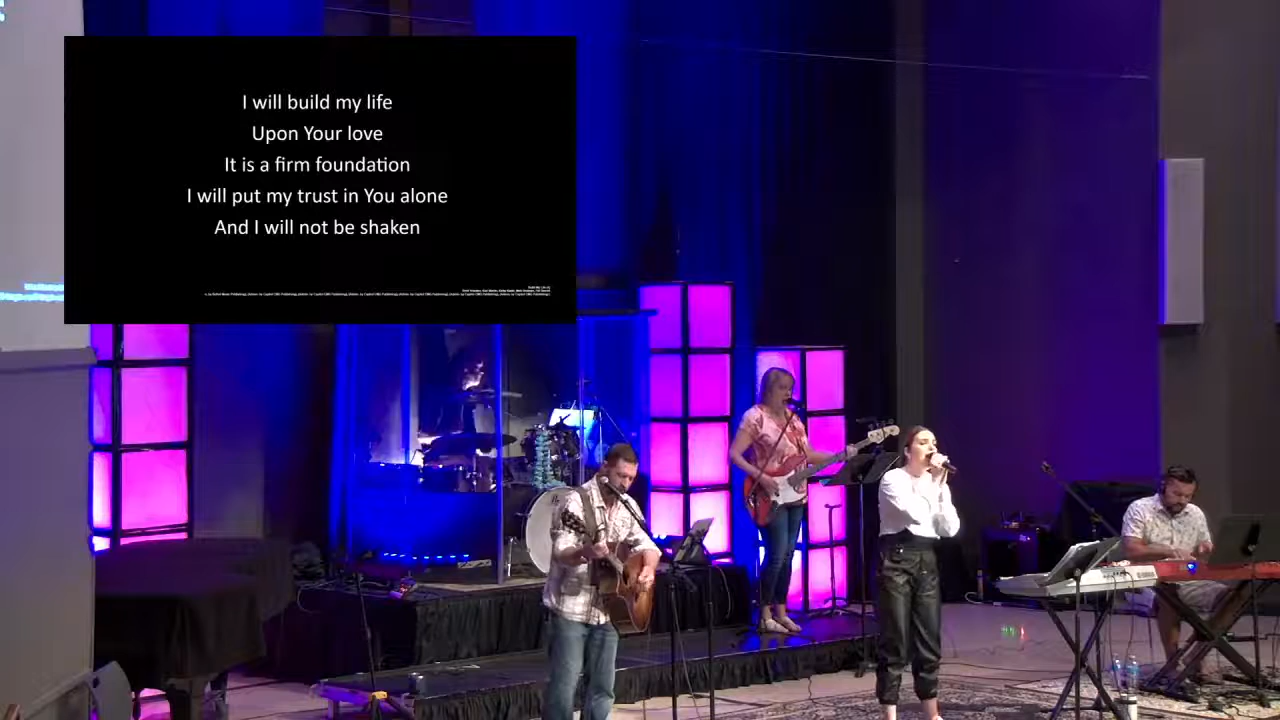 I will build my life
Upon Your love
It is a firm foundation
I will put my trust in You alone
And I will not be shaken